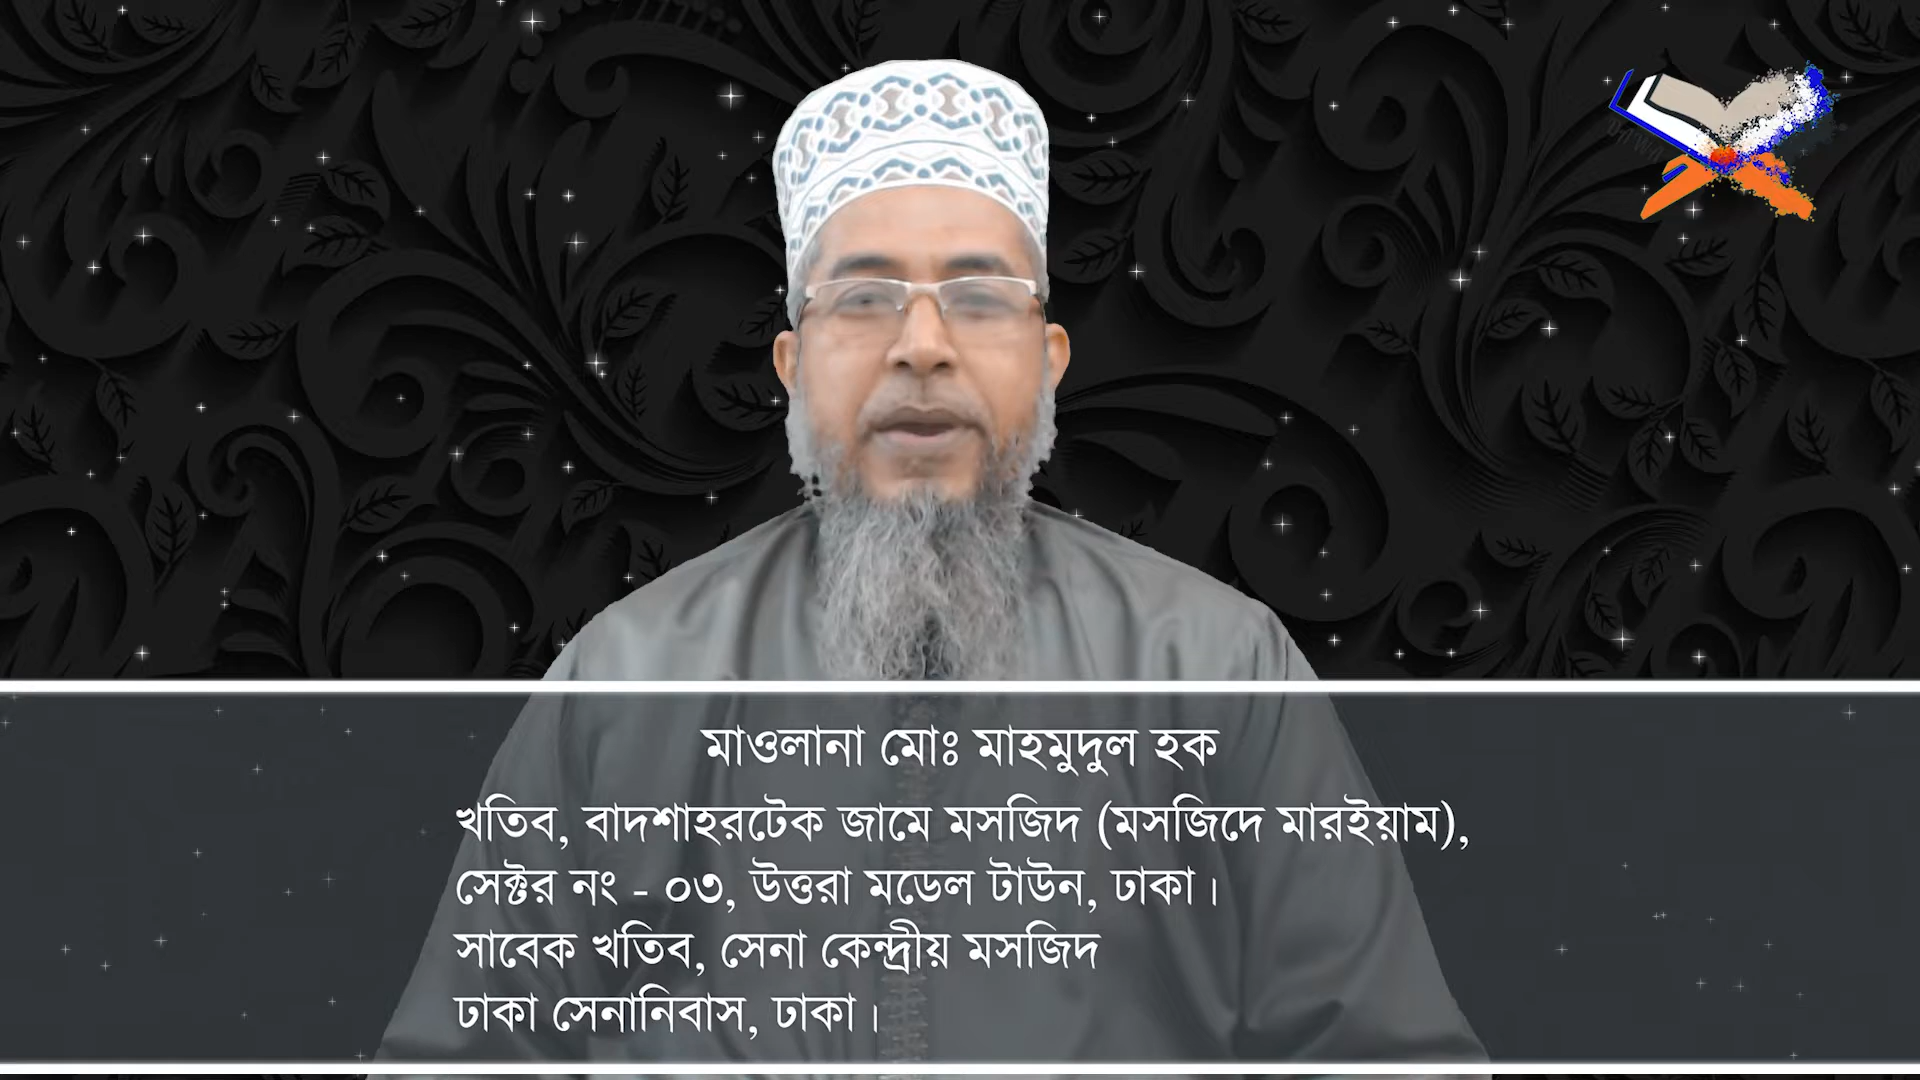 মাওলানা মোঃ মাহমুদুল হক
খতিব, বাদশাহরটেক জামে মসজিদ (মসজিদে মারইয়াম),
সেক্টর নং - ০৩, উত্তরা মডেল টাউন, ঢাকা।
সাবেক খতিব, সেনা কেন্দ্রীয় মসজিদ
ঢাকা সেনানিবাস, ঢাকা।